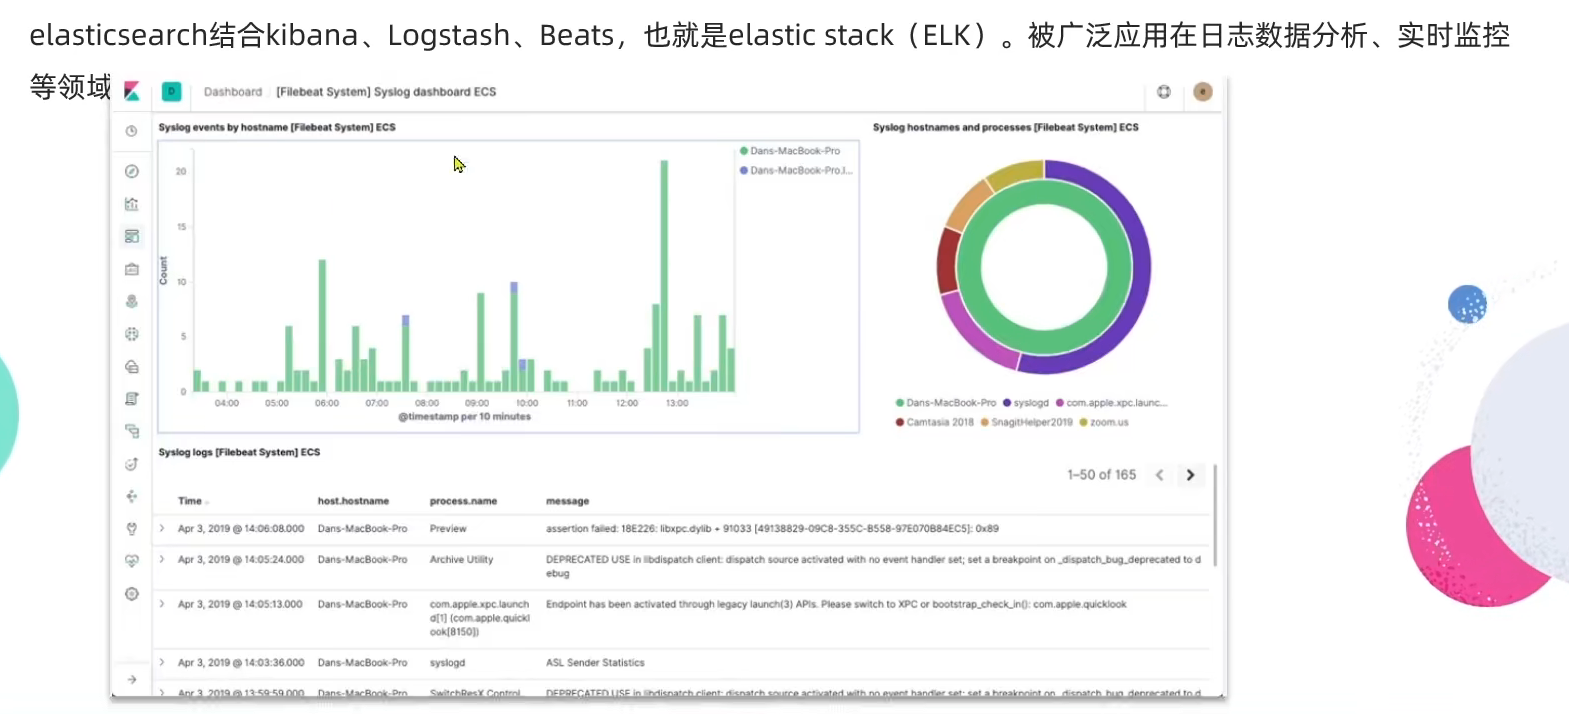 elasticsearch结合kibana、Logstash、Beats，也就是elastic stack（ELK）。被广泛应用在日志数据分析、实时监控
等领域
D
Dashboard [Filebeat System] Syslog dashboard ECS
e
Syslog events by hostname [Filebeat System] ECS
Dans-MacBook-Pro
Dans-MacBook-Pro.l...
20
15
10
5
0
Count
04:00 05:00 06:00 07:00 08:00 09:00 10:00 11:00 12:00 13:00
@timestamp per 10 minutes
Syslog hostnames and processes [Filebeat System] ECS
Dans-MacBook-Pro syslogd com.apple.xpc.launc...
Camtasia 2018 SnagitHelper2019 zoom.us
Syslog logs [Filebeat System] ECS
1–50 of 165
Time host.hostname process.name message
Apr 3, 2019 @ 14:06:08.000 Dans-MacBook-Pro Preview assertion failed: 18E226: libxpc.dylib + 91033 [49138829-09C8-355C-B558-97E070B84EC5]: 0x89
Apr 3, 2019 @ 14:05:24.000 Dans-MacBook-Pro Archive Utility DEPRECATED USE in libdispatch client: dispatch source activated with no event handler set; set a breakpoint on _dispatch_bug_deprecated to d
ebug
Apr 3, 2019 @ 14:05:13.000 Dans-MacBook-Pro com.apple.xpc.launch Endpoint has been activated through legacy launch(3) APIs. Please switch to XPC or bootstrap_check_in(): com.apple.quicklook
d[1] (com.apple.quickl
ook[8150])
Apr 3, 2019 @ 14:03:36.000 Dans-MacBook-Pro syslogd ASL Sender Statistics
Apr 3, 2019 @ 13:59:59.000 Dans-MacBook-Pro SwitchResX Control DEPRECATED USE in libdispatch client: dispatch source activated with no event handler set; set a breakpoint on _dispatch_bug_deprecated to d